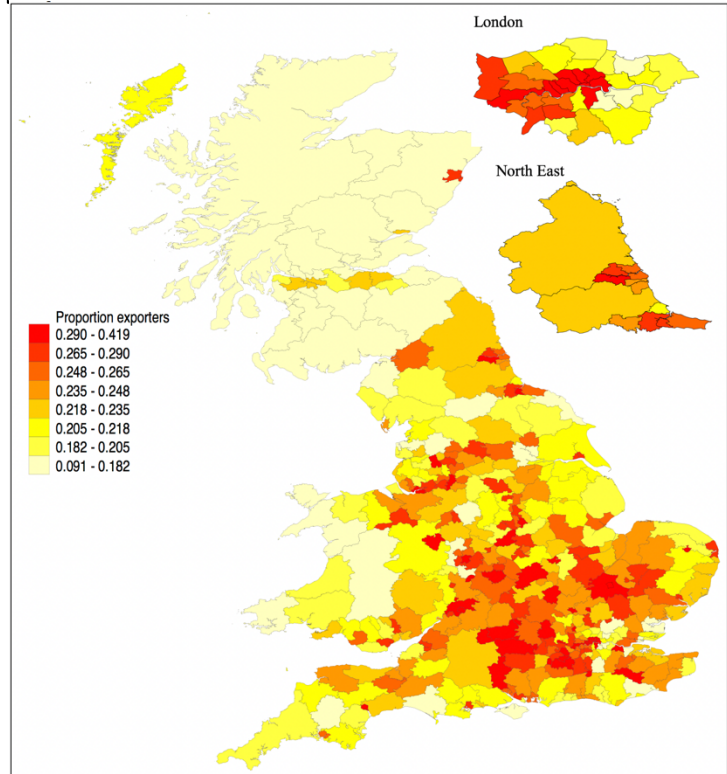 London
North East
Proportion exporters
0.290 - 0.419
0.265 - 0.290
0.248 - 0.265
0.235 - 0.248
0.218 - 0.235
0.205 - 0.218
0.182 - 0.205
0.091 - 0.182